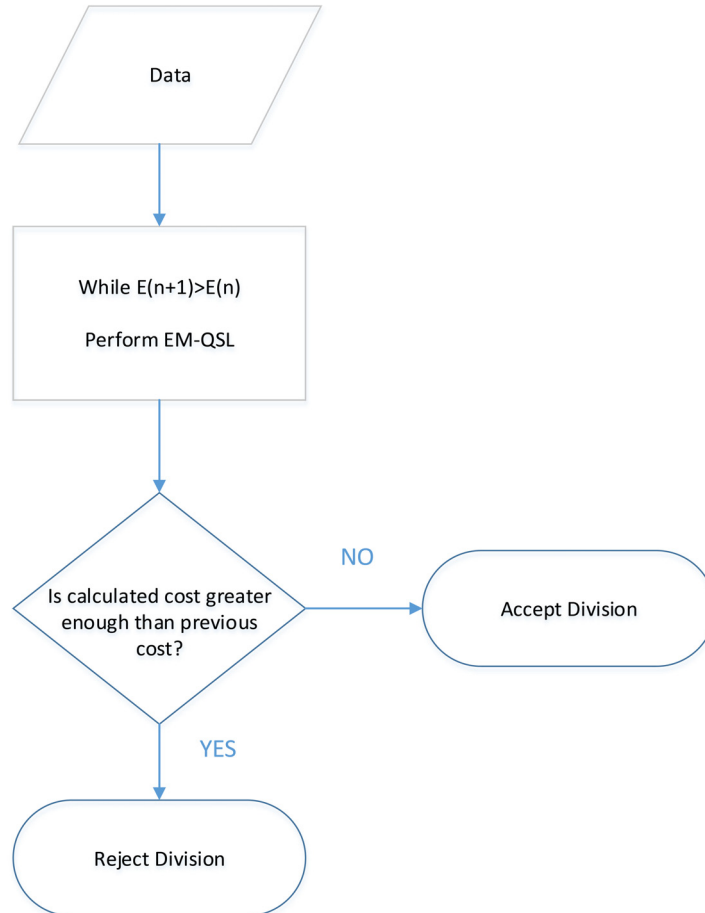 Data
While E(n+1)>E(n)
Perform EM-QSL
Is calculated cost greater
enough than previous
cost?
NO
Accept Division
YES
Reject Division